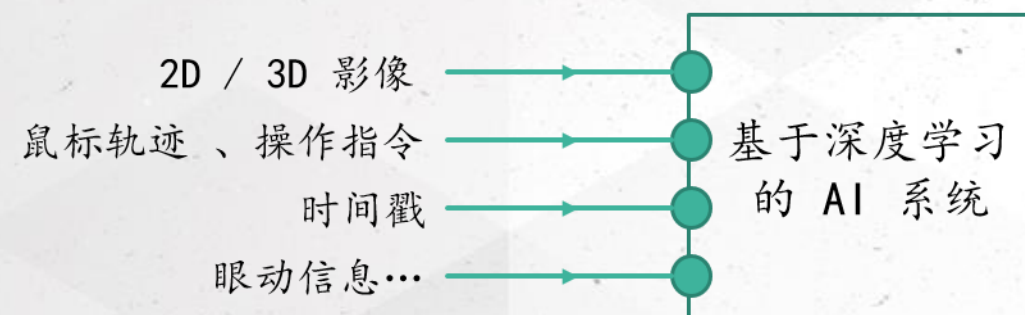 2D / 3D 影像
鼠标轨迹 、操作指令
时间戳
眼动信息…
基于深度学习
的 AI 系统